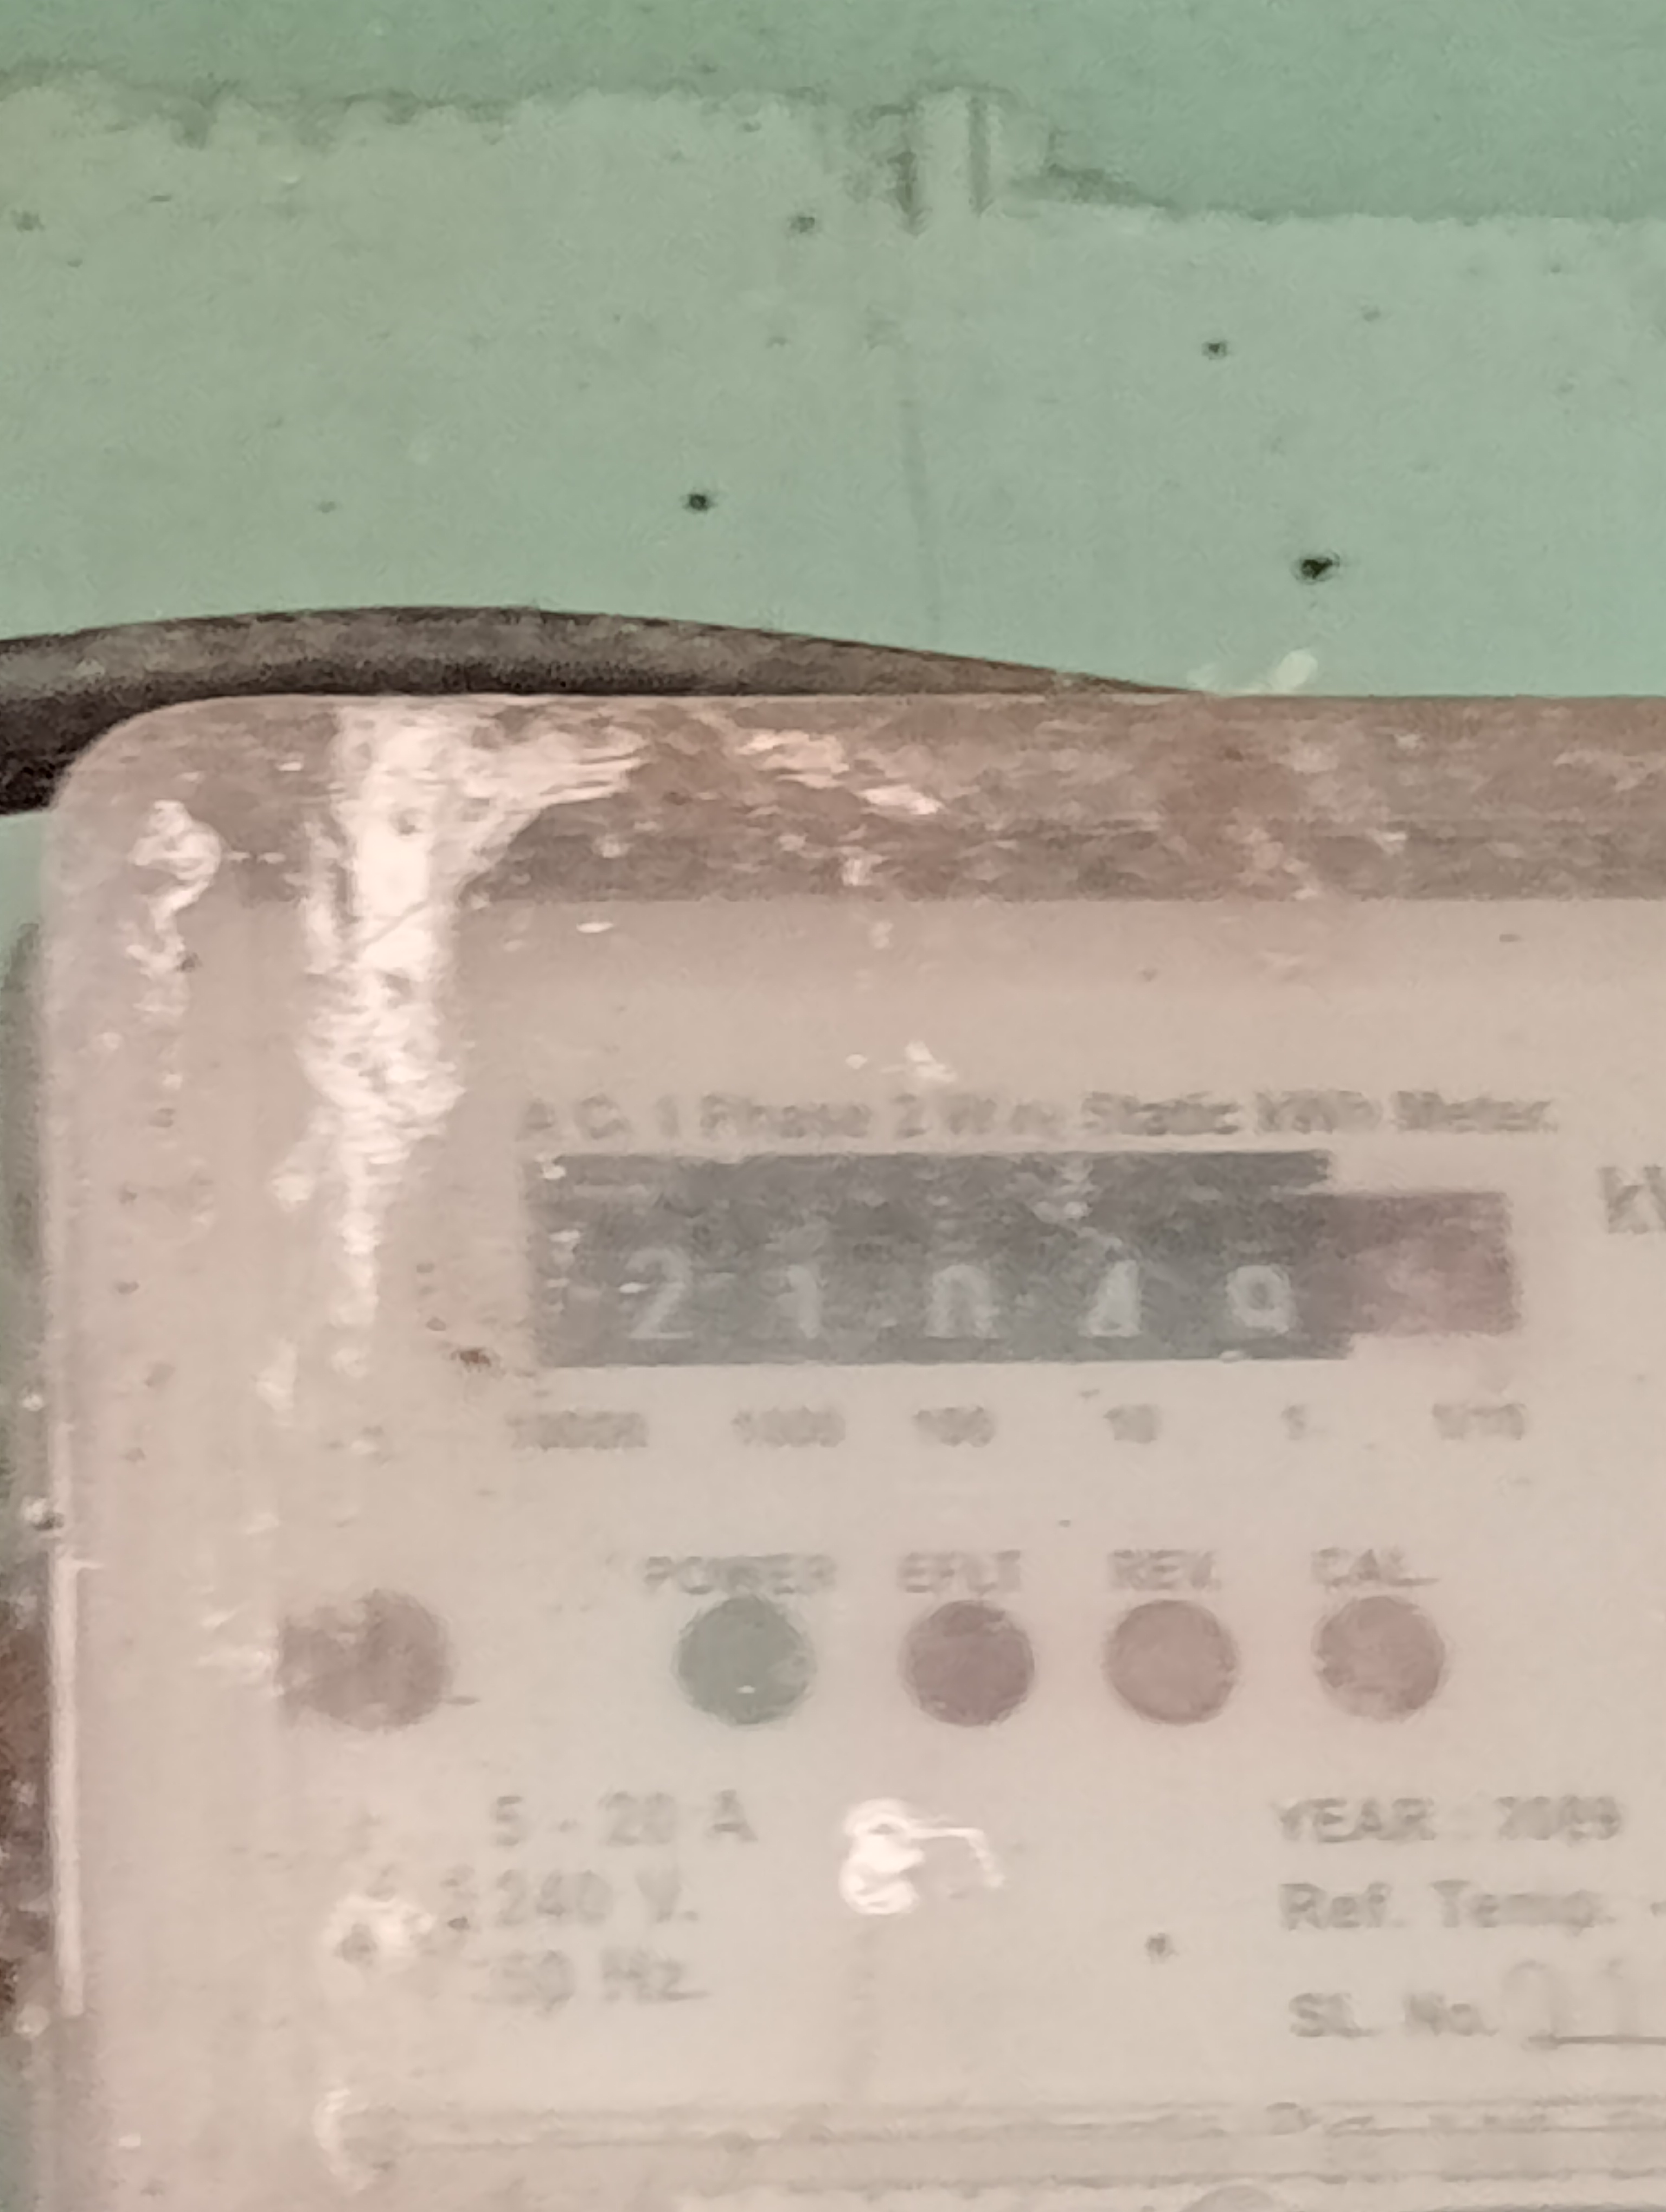 A.C. 1 Phase 2 Wire Static kWh Meter
2 1 0 4 9
10000 1000 100 10 1 1/10
POWER EFLT REV. CAL.
5 - 20 A
240 V.
50 Hz
YEAR : 2009
Ref. Temp.
SL. No.